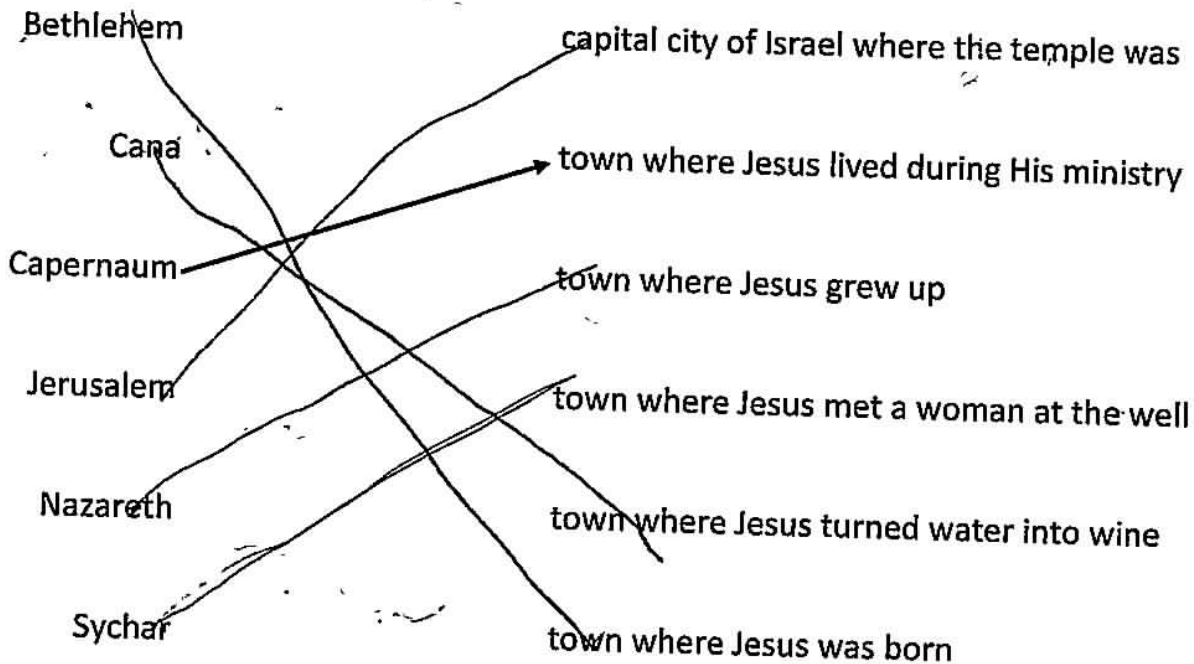 Bethlehem
capital city of Israel where the temple was
Cana
town where Jesus lived during His ministry
Capernaum
town where Jesus grew up
Jerusalem
town where Jesus met a woman at the well
Nazareth
town where Jesus turned water into wine
Sychar
town where Jesus was born